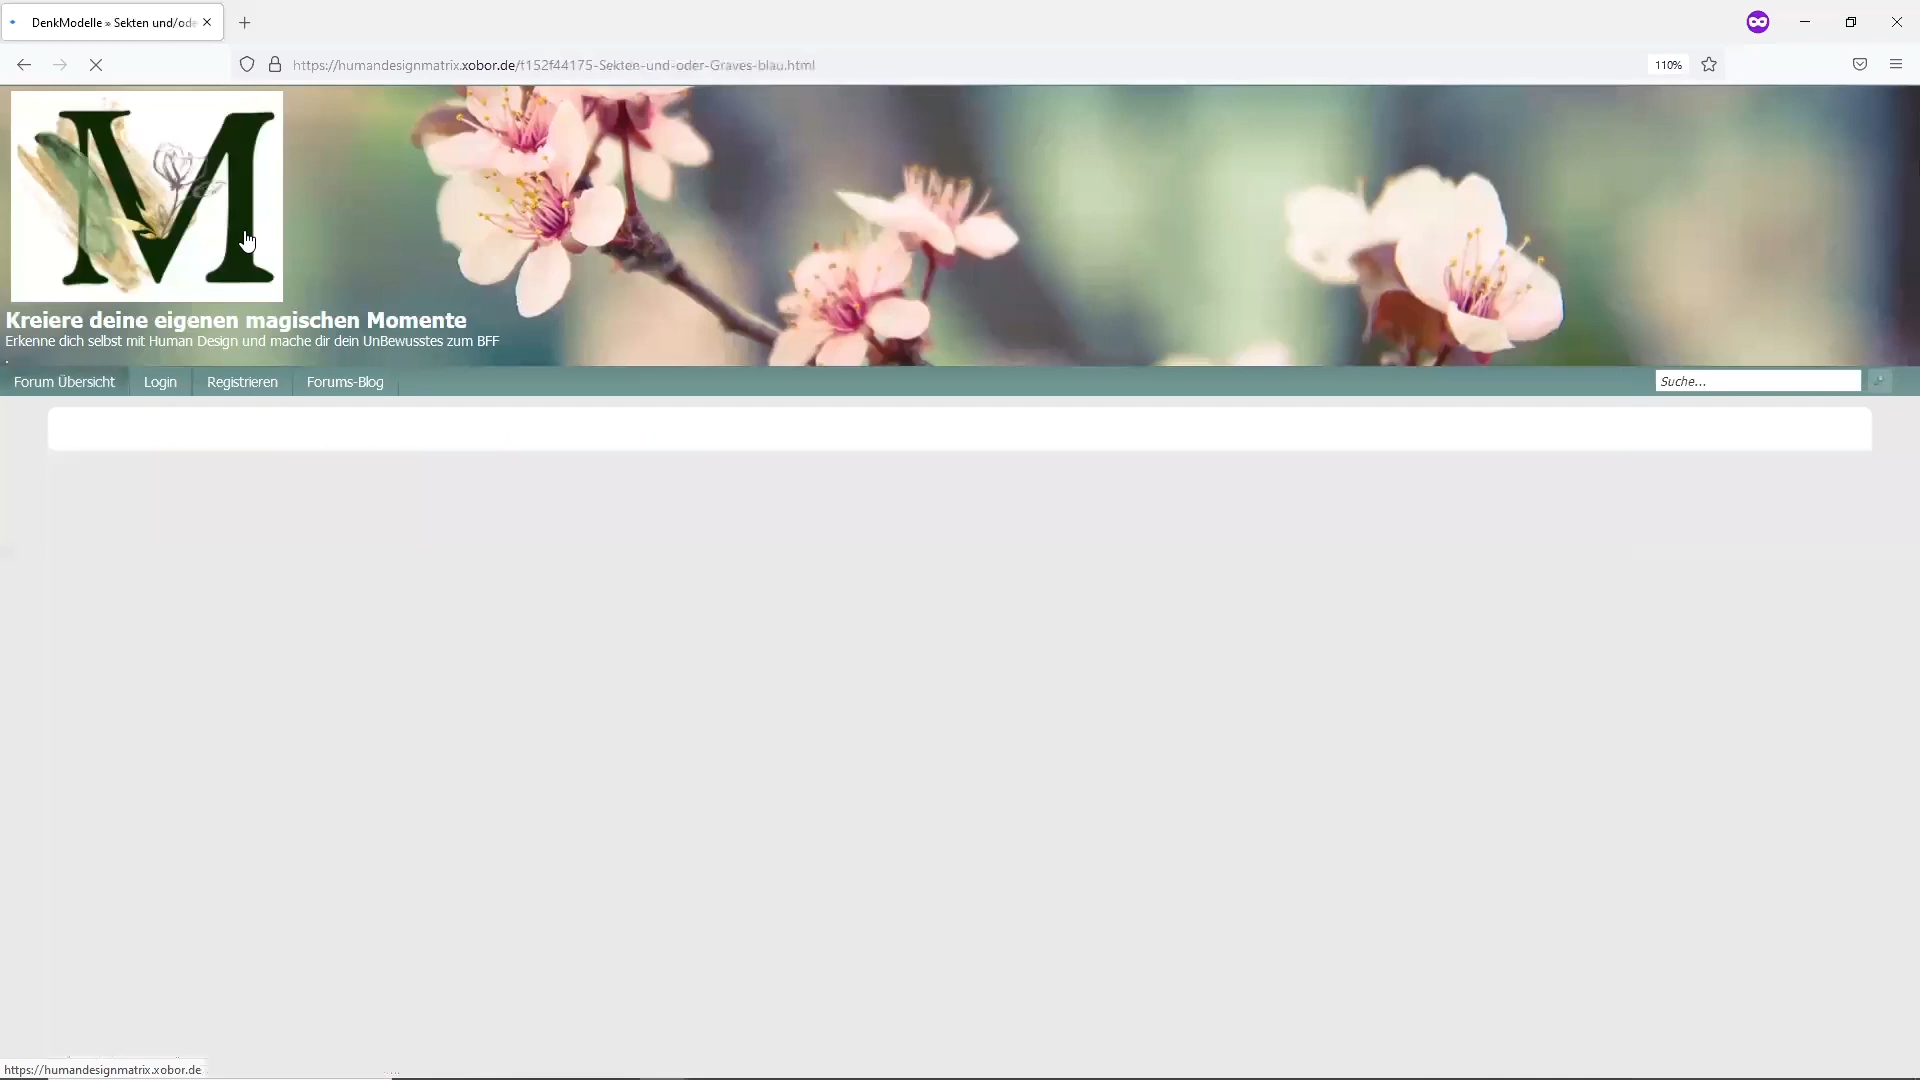 DenkModelle » Sekten und/ode
https://humandesignmatrix.xobor.de/t152f44175-Sekten-und-oder-Graves-blau.html
110%
M
Kreiere deine eigenen magischen Momente
Erkenne dich selbst mit Human Design und mache dir dein UnBewusstes zum BFF
.
Forum Übersicht Login Registrieren Forums-Blog Suche...
https://humandesignmatrix.xobor.de